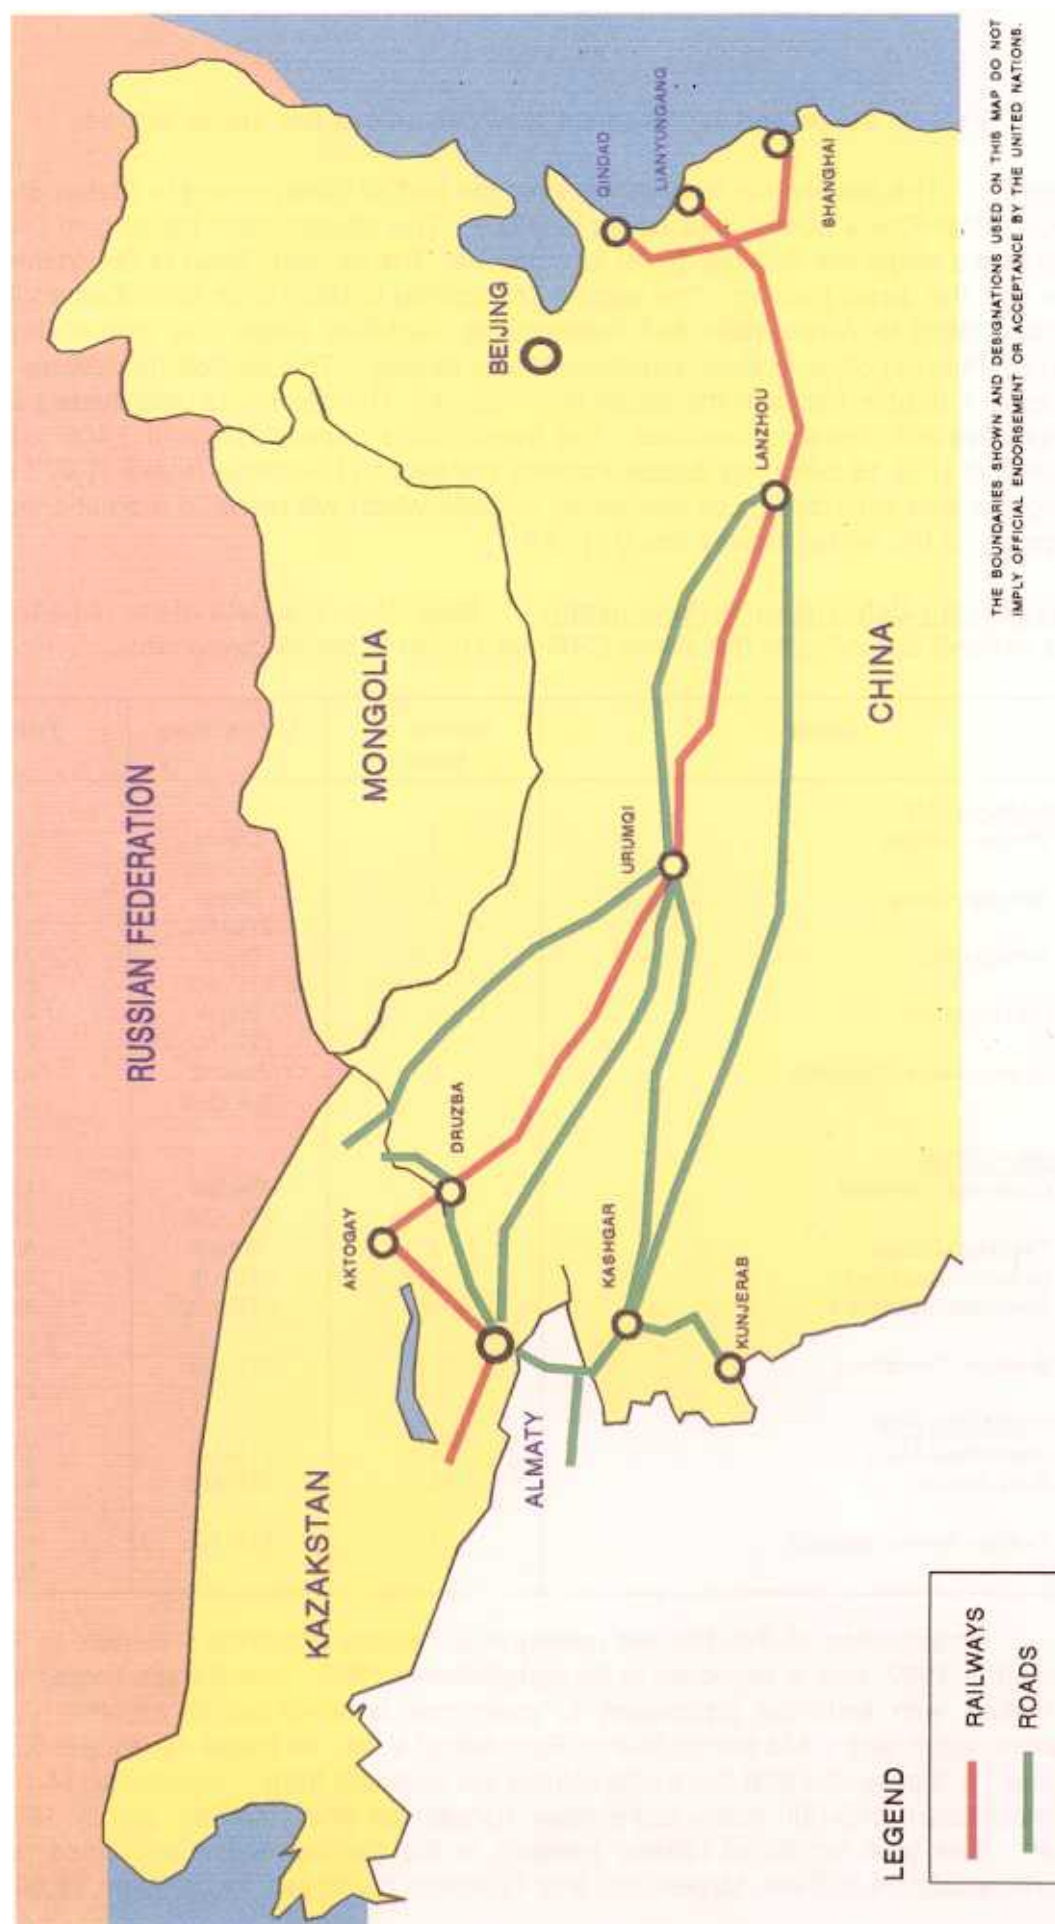 RUSSIAN FEDERATION
KAZAKSTAN
MONGOLIA
BEIJING
AKTOGAY
DRUZBA
URUMQI
ALMATY
KASHGAR
KUNJERAB
LANZHOU
QINDAO
LIANYUNGANG
SHANGHAI
CHINA
LEGEND
RAILWAYS
ROADS
THE BOUNDARIES SHOWN AND DESIGNATIONS USED ON THIS MAP DO NOT
IMPLY OFFICIAL ENDORSEMENT OR ACCEPTANCE BY THE UNITED NATIONS.